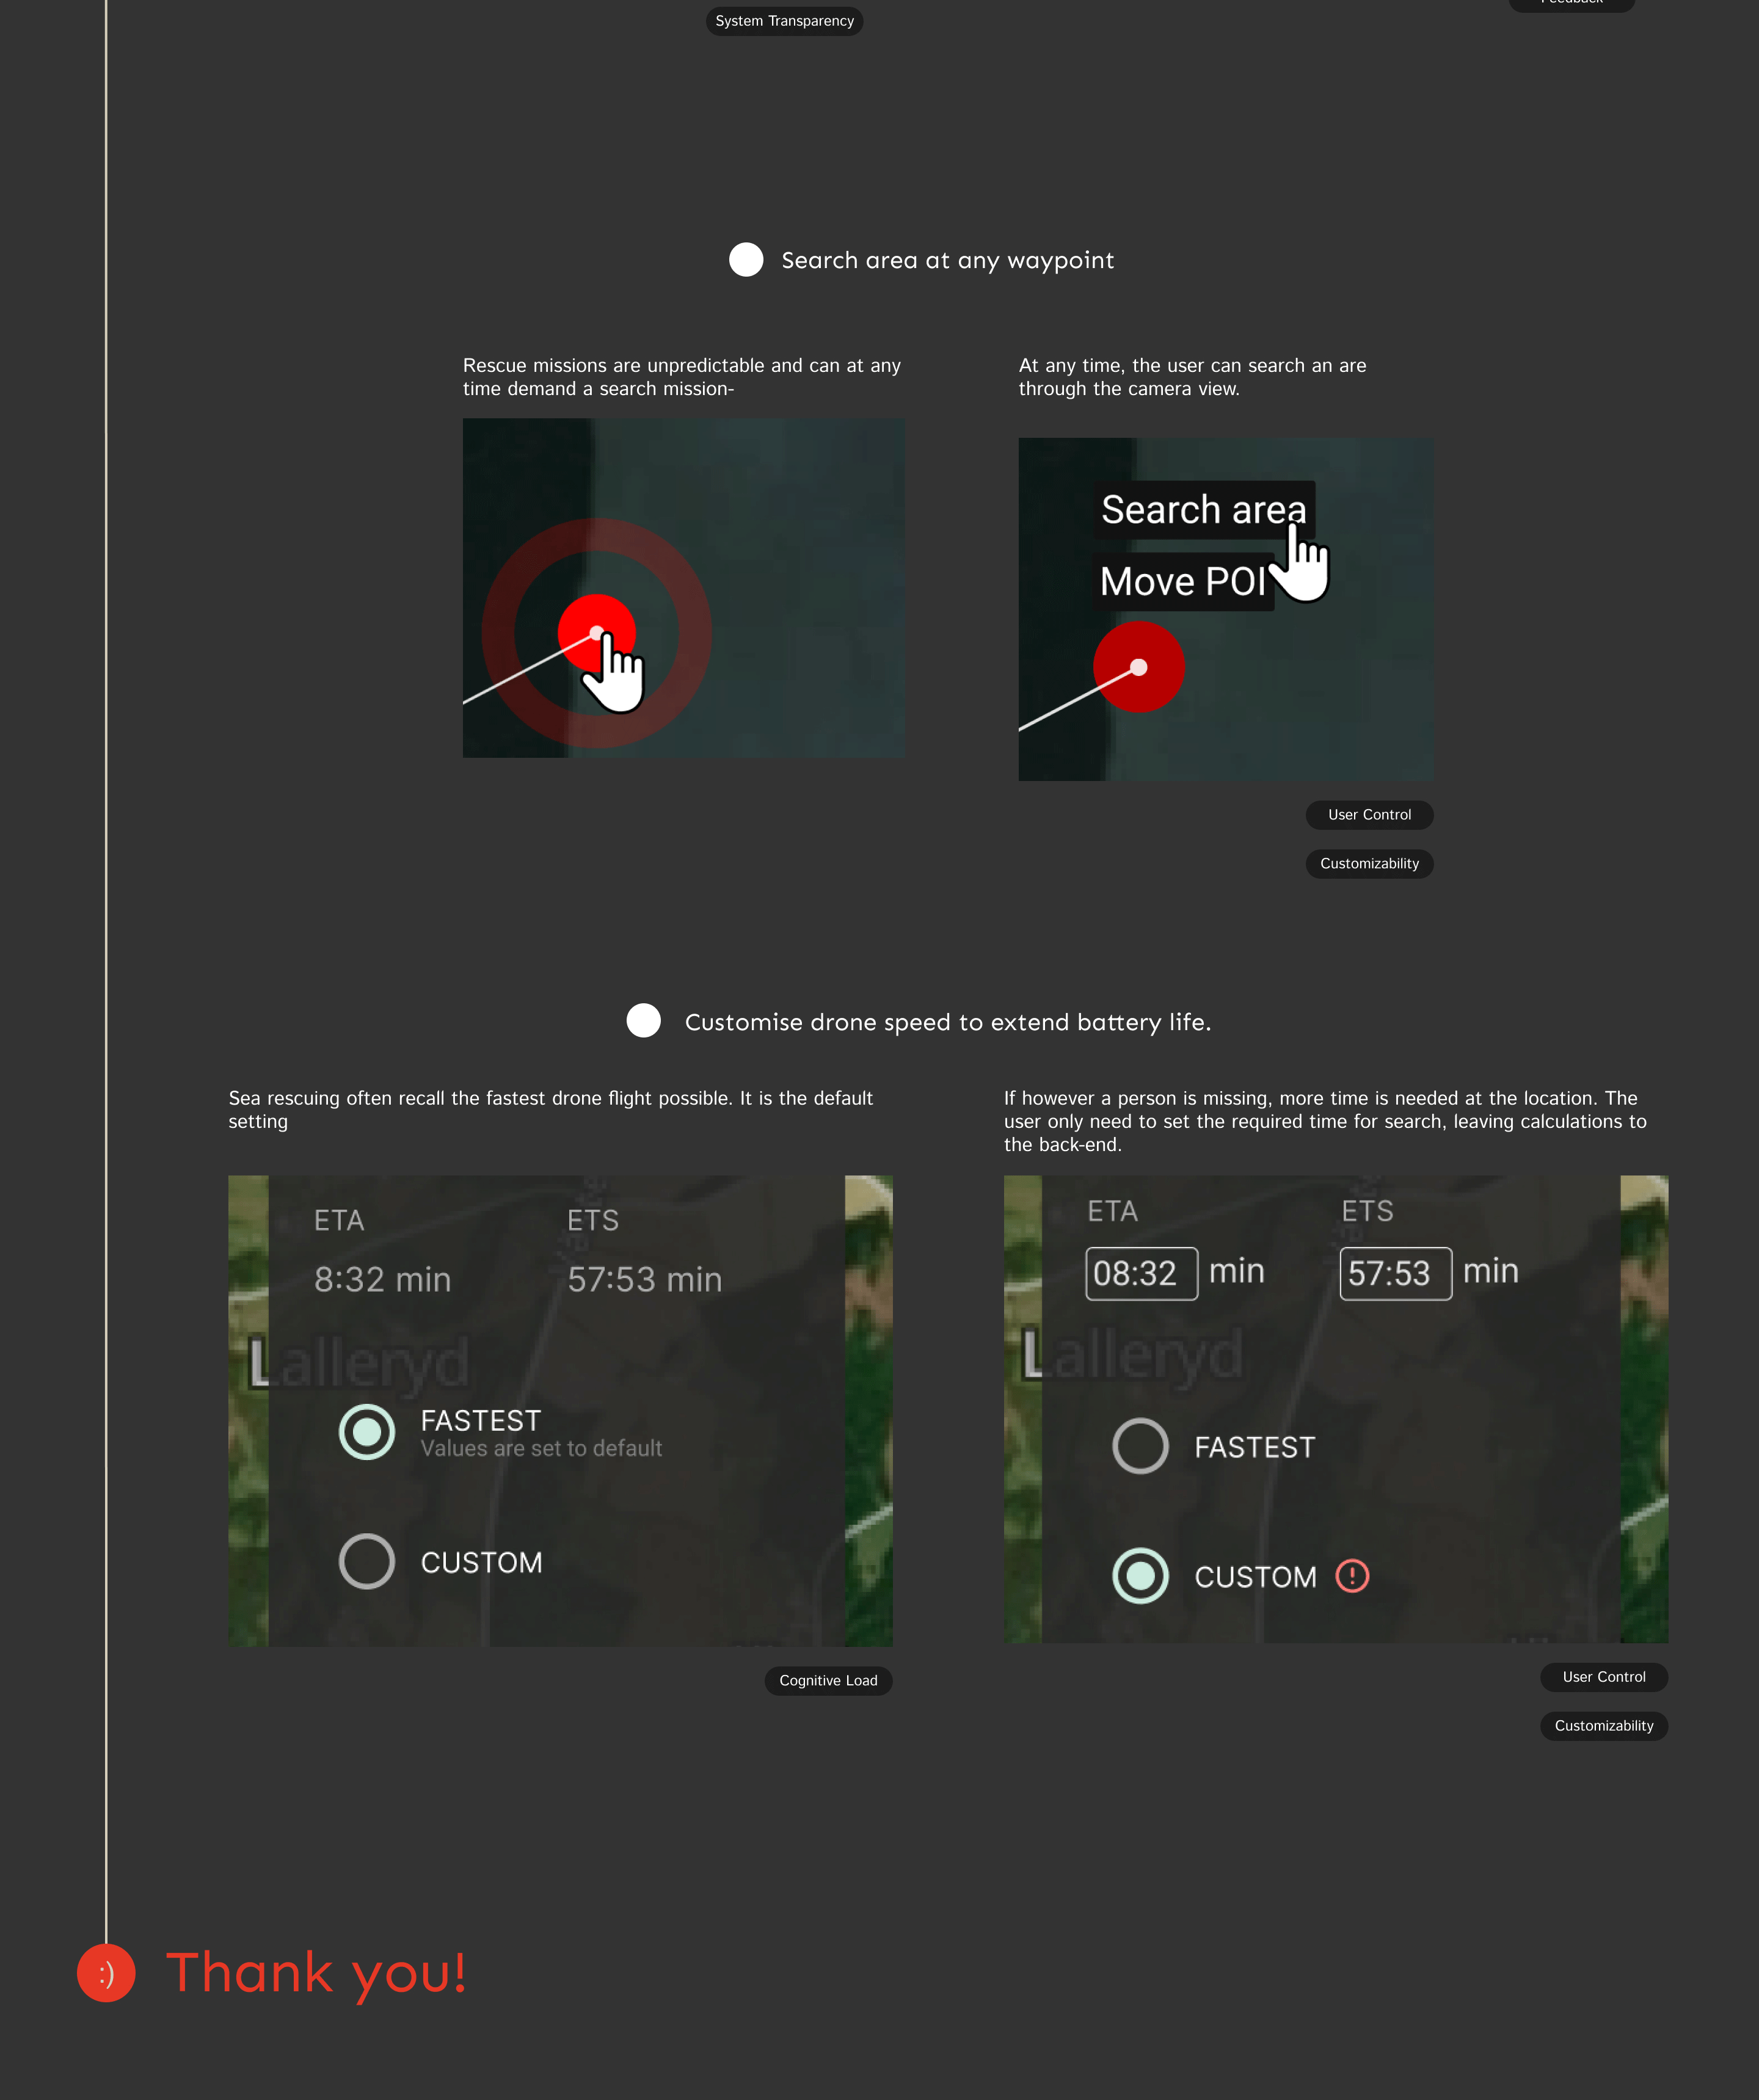 System Transparency
Search area at any waypoint
Rescue missions are unpredictable and can at any
time demand a search mission-
At any time, the user can search an are
through the camera view.
Search area
Move POI
User Control
Customizability
Customise drone speed to extend battery life.
Sea rescuing often recall the fastest drone flight possible. It is the default
setting
If however a person is missing, more time is needed at the location. The
user only need to set the required time for search, leaving calculations to
the back-end.
ETA
ETS
8:32 min
57:53 min
Lalleryd
FASTEST
Values are set to default
CUSTOM
Cognitive Load
ETA
ETS
08:32 min
57:53 min
Lalleryd
FASTEST
CUSTOM !
User Control
Customizability
:) Thank you!